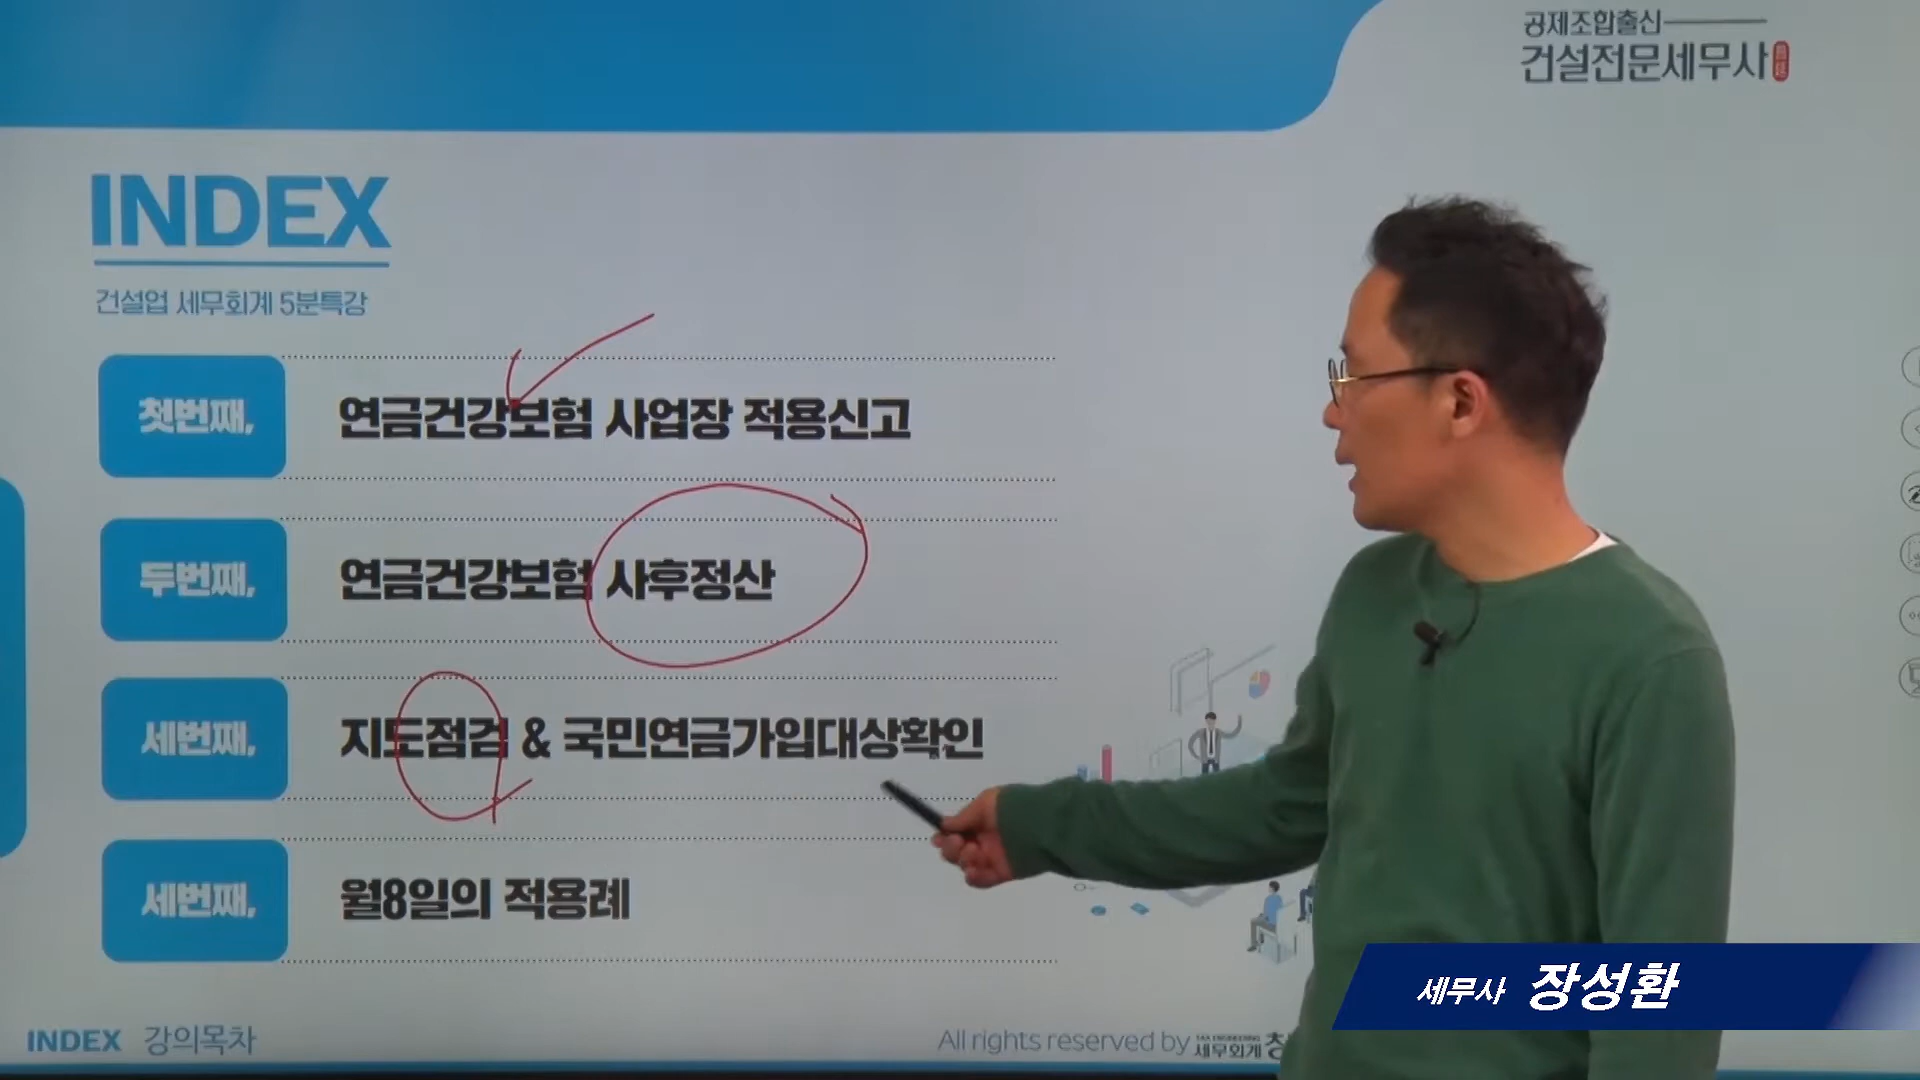 공제조합출신
건설전문세무사
INDEX
건설업 세무회계 5분특강
첫번째,
연금건강보험 사업장 적용신고
두번째,
연금건강보험 사후정산
세번째,
지도점검 & 국민연금가입대상확인
세번째,
월8일의 적용례
세무사 장성환
INDEX 강의목차
All rights reserved by 세무회계